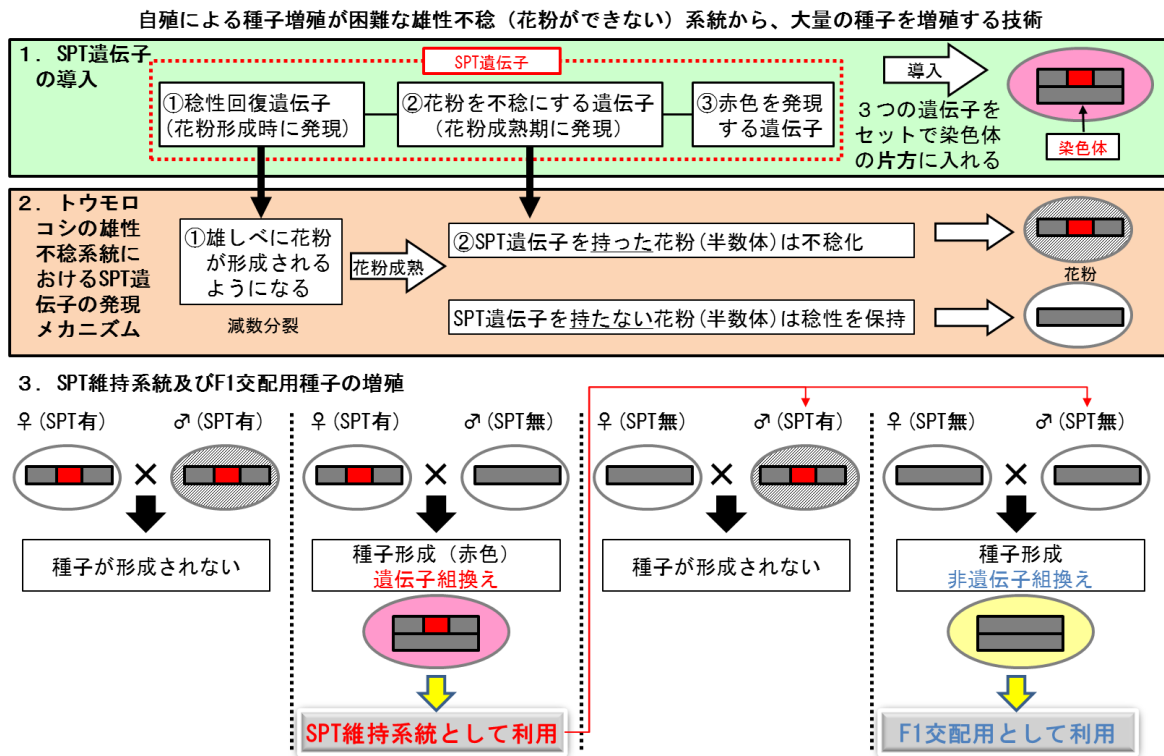 自殖による種子増殖が困難な雄性不稔（花粉ができない）系統から、大量の種子を増殖する技術
１．SPT遺伝子
の導入
SPT遺伝子
①稔性回復遺伝子
(花粉形成時に発現)
②花粉を不稔にする遺伝子
(花粉成熟期に発現)
③赤色を発現
する遺伝子
導入
３つの遺伝子を
セットで染色体
の片方に入れる
染色体
２．トウモロ
コシの雄性
不稔系統に
おけるSPT遺
伝子の発現
メカニズム
①雄しべに花粉
が形成される
ようになる
減数分裂
花粉成熟
②SPT遺伝子を持った花粉(半数体)は不稔化
花粉
SPT遺伝子を持たない花粉(半数体)は稔性を保持
３．SPT維持系統及びF1交配用種子の増殖
♀(SPT有)
♂(SPT有)
×
種子が形成されない
♀(SPT有)
♂(SPT無)
×
種子形成（赤色）
遺伝子組換え
SPT維持系統として利用
♀(SPT無)
♂(SPT有)
×
種子が形成されない
♀(SPT無)
♂(SPT無)
×
種子形成
非遺伝子組換え
F1交配用として利用